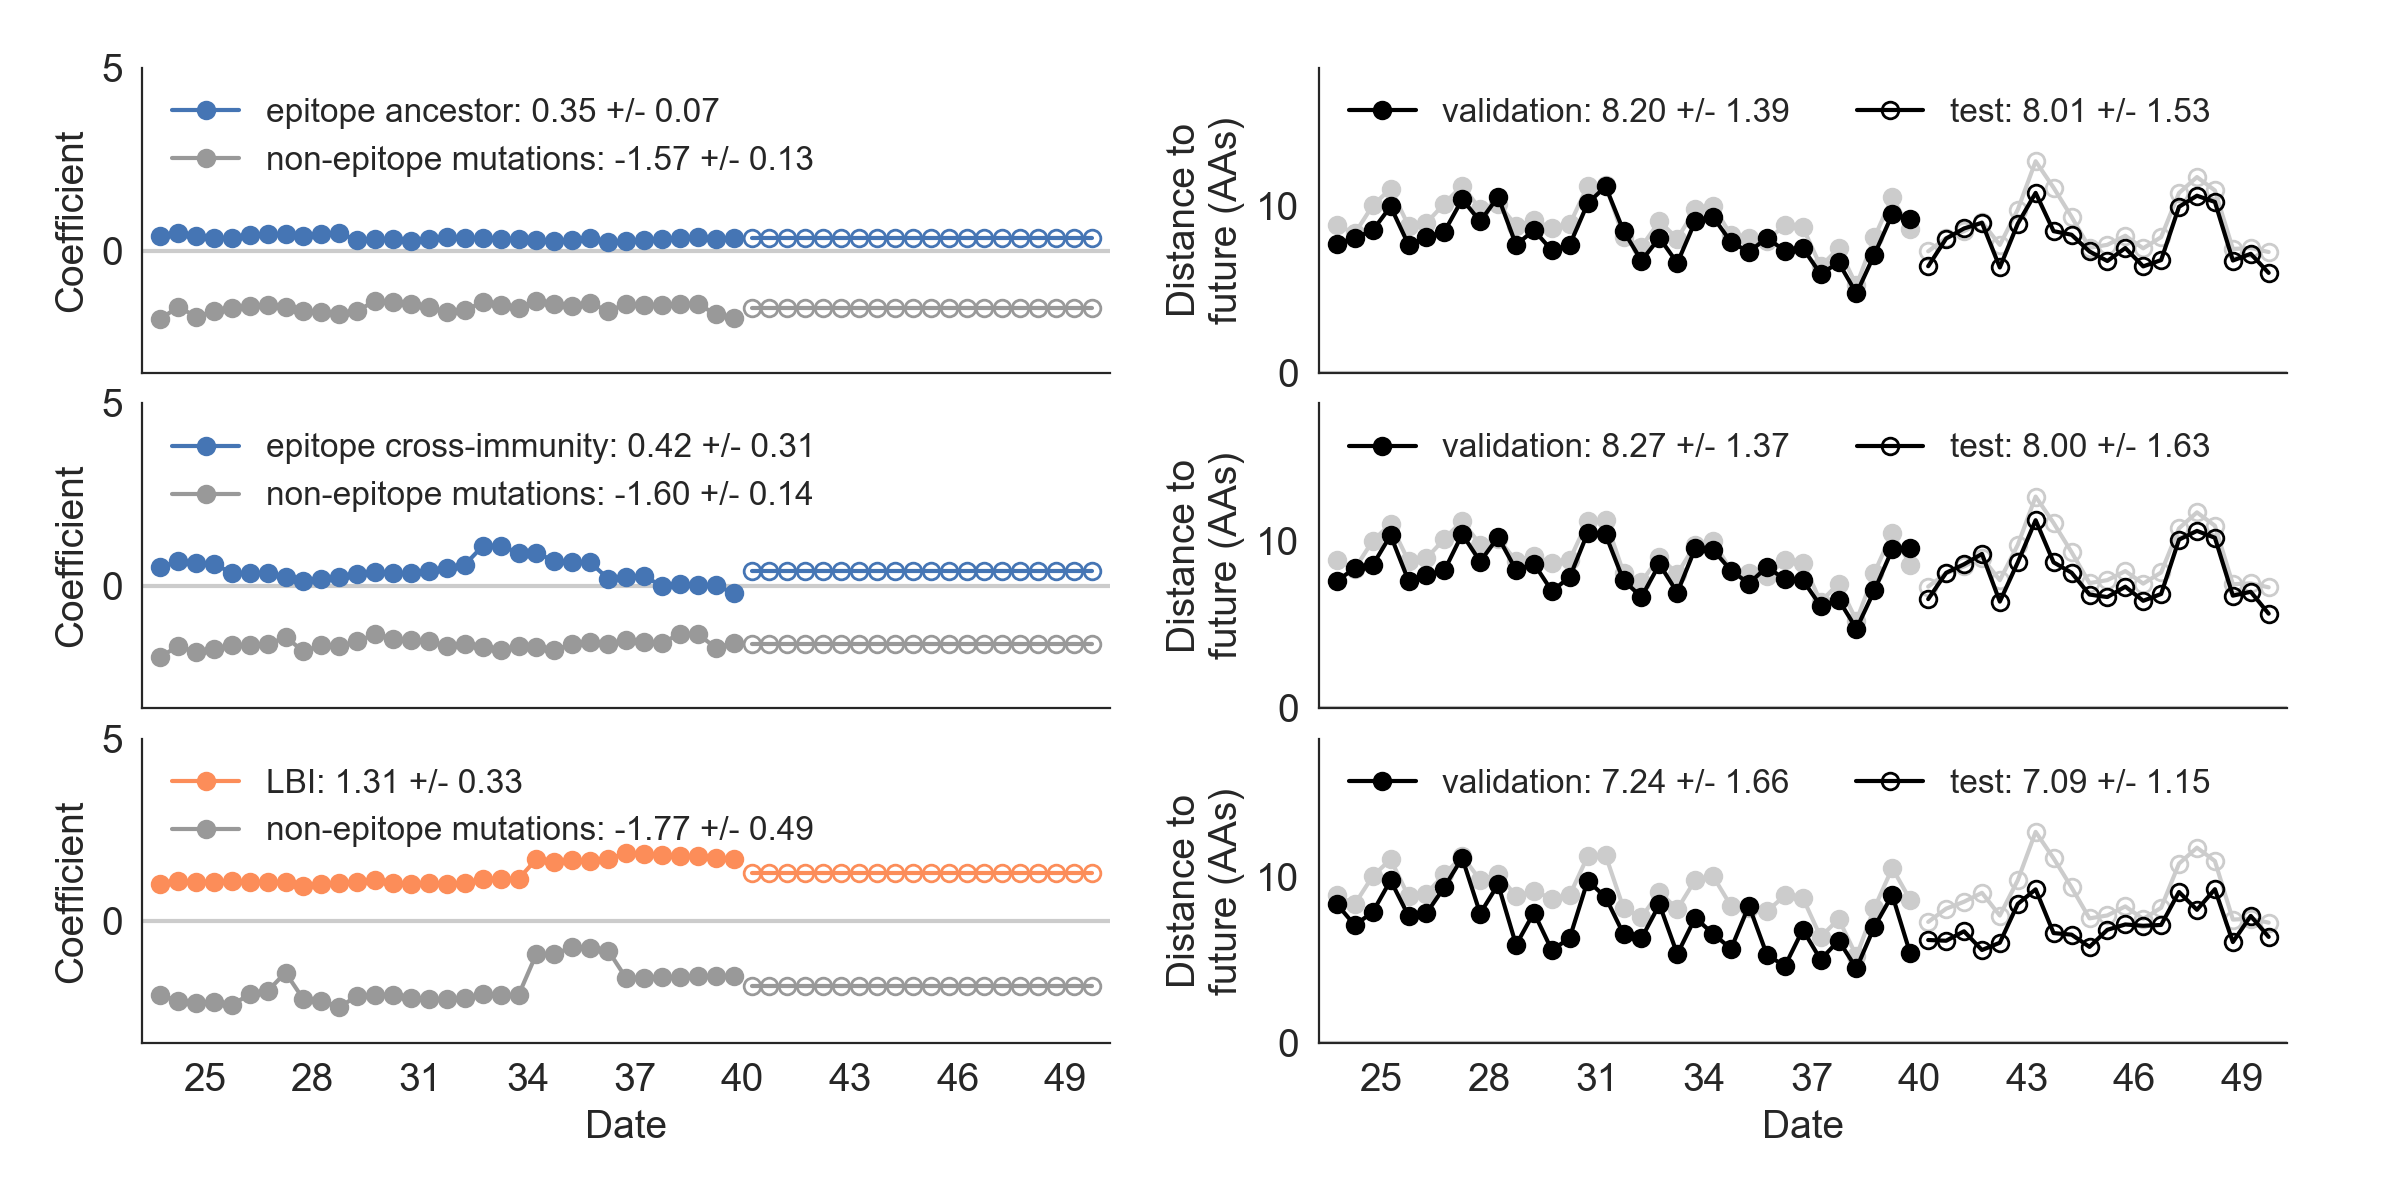 5
epitope ancestor: 0.35 +/- 0.07
non-epitope mutations: -1.57 +/- 0.13
0
Coefficient
validation: 8.20 +/- 1.39
test: 8.01 +/- 1.53
10
0
Distance to
future (AAs)
5
epitope cross-immunity: 0.42 +/- 0.31
non-epitope mutations: -1.60 +/- 0.14
0
Coefficient
validation: 8.27 +/- 1.37
test: 8.00 +/- 1.63
10
0
Distance to
future (AAs)
5
LBI: 1.31 +/- 0.33
non-epitope mutations: -1.77 +/- 0.49
0
Coefficient
25 28 31 34 37 40 43 46 49
Date
validation: 7.24 +/- 1.66
test: 7.09 +/- 1.15
10
0
Distance to
future (AAs)
25 28 31 34 37 40 43 46 49
Date